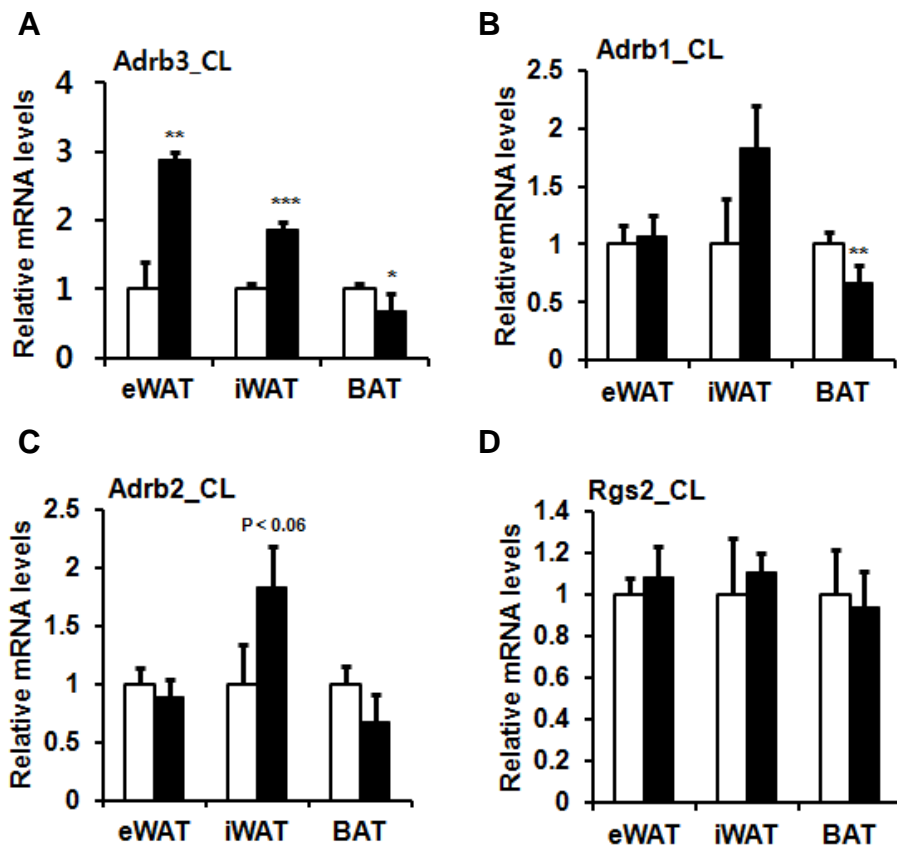 A
Adrb3_CL
Relative mRNA levels
4
3
2
1
0
**
***
*
eWAT iWAT BAT
B
Adrb1_CL
RelativemRNA levels
2.5
2
1.5
1
0.5
0
**
eWAT iWAT BAT
C
Adrb2_CL
Relative mRNA levels
2.5
2
1.5
1
0.5
0
P < 0.06
eWAT iWAT BAT
D
Rgs2_CL
Relative mRNA levels
1.4
1.2
1
0.8
0.6
0.4
0.2
0
eWAT iWAT BAT